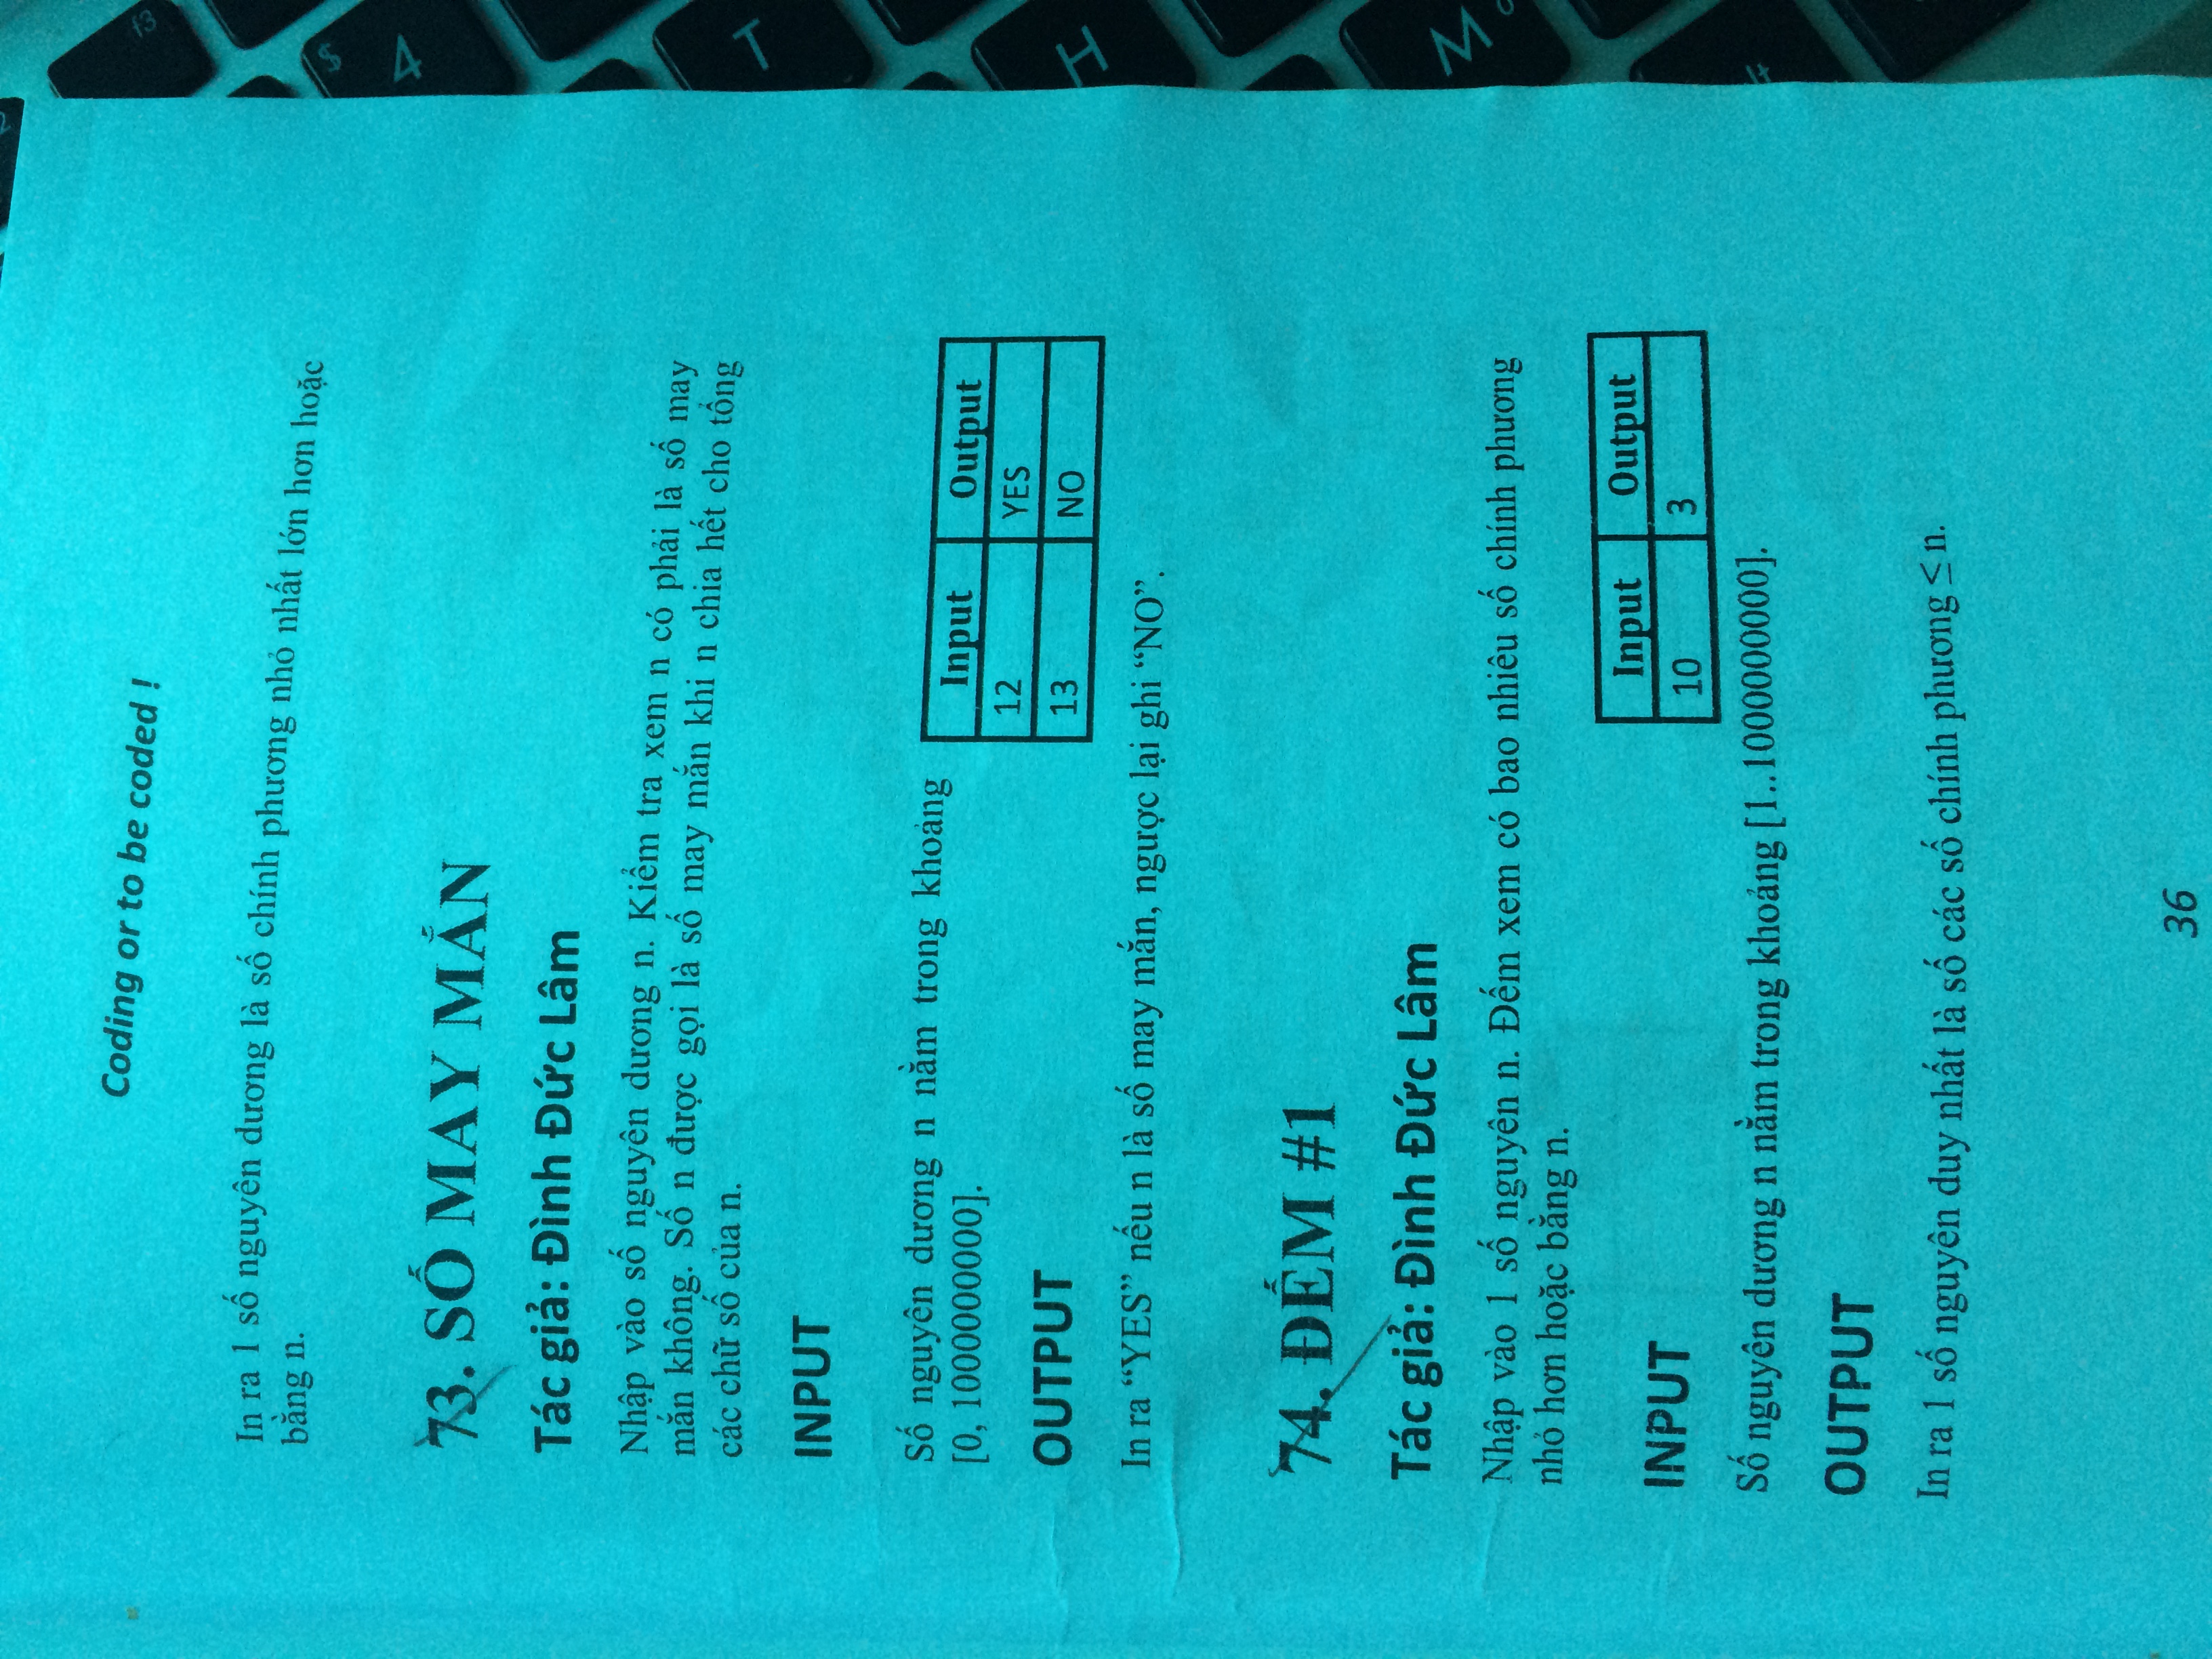 Coding or to be coded !
In ra 1 số nguyên dương là số chính phương nhỏ nhất lớn hơn hoặc
bằng n.
73. SỐ MAY MẮN
Tác giả: Đình Đức Lâm
Nhập vào số nguyên dương n. Kiểm tra xem n có phải là số may
mắn không. Số n được gọi là số may mắn khi n chia hết cho tổng
các chữ số của n.
INPUT
Số nguyên dương n nằm trong khoảng
[0, 1000000000].
Input Output
12 YES
13 NO
OUTPUT
In ra “YES” nếu n là số may mắn, ngược lại ghi “NO”.
74. ĐẾM #1
Tác giả: Đình Đức Lâm
Nhập vào 1 số nguyên n. Đếm xem có bao nhiêu số chính phương
nhỏ hơn hoặc bằng n.
Input Output
10 3
INPUT
Số nguyên dương n nằm trong khoảng [1..1000000000].
OUTPUT
In ra 1 số nguyên duy nhất là số các số chính phương ≤ n.
36
f3
$
4
T
H
M